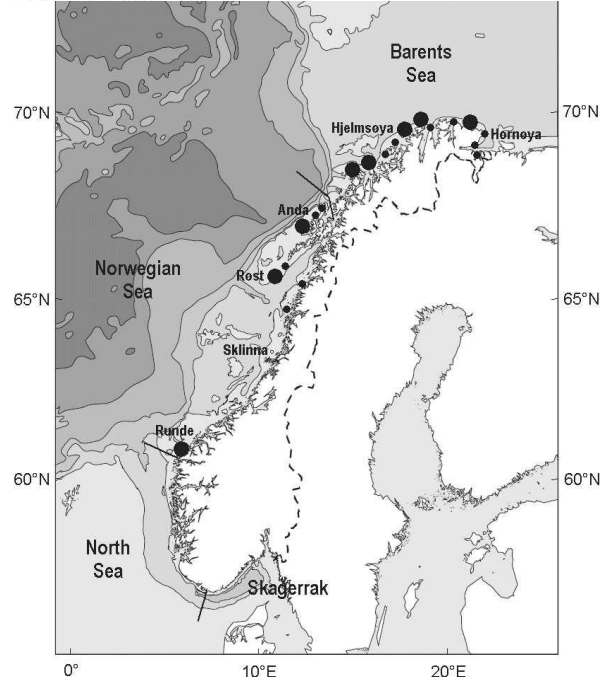 Barents
Sea
70°N
70°N
Hjelmsøya
Hornøya
Anda
Norwegian
Sea
Røst
65°N
65°N
Sklinna
Runde
60°N
60°N
North
Sea
Skagerrak
0°
10°E
20°E